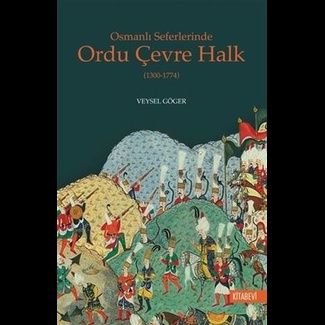 Osmanlı Seferlerinde
Ordu Çevre Halk
(1300-1774)
VEYSEL GÖGER
KİTABEVİ